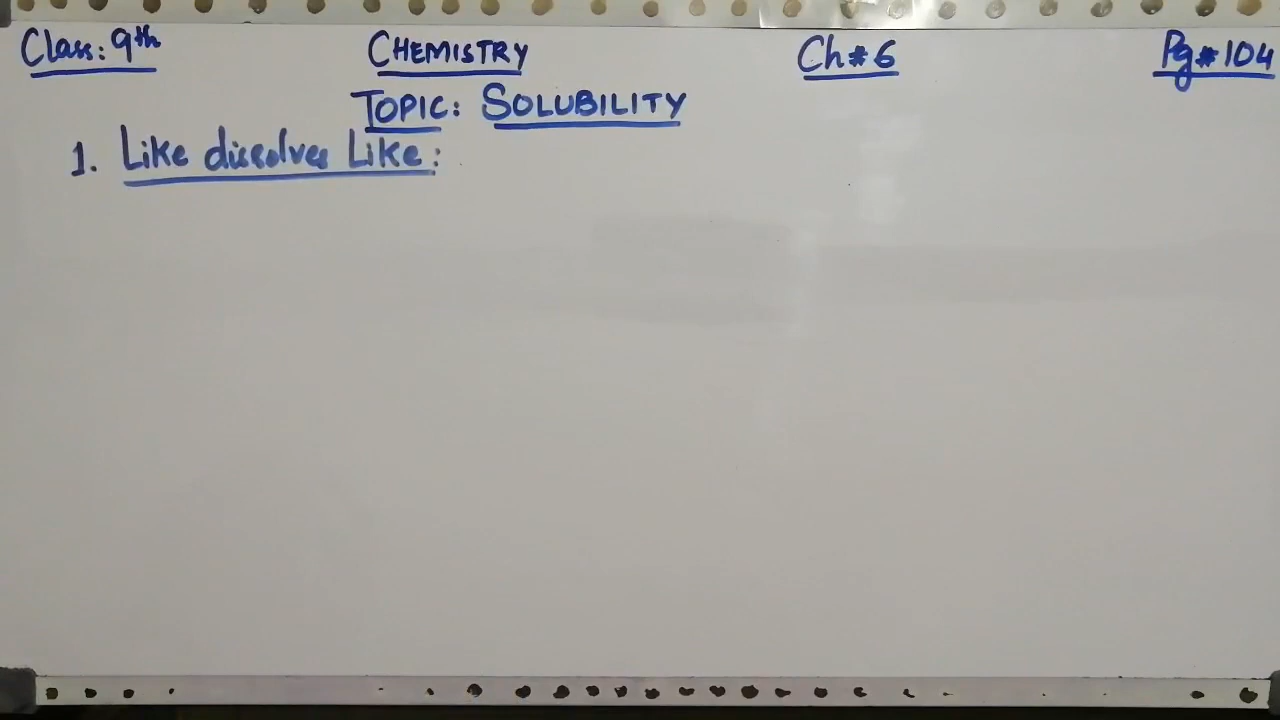 Class: 9th CHEMISTRY Ch # 6 Pg # 104
TOPIC: SOLUBILITY
1. Like dissolves Like: